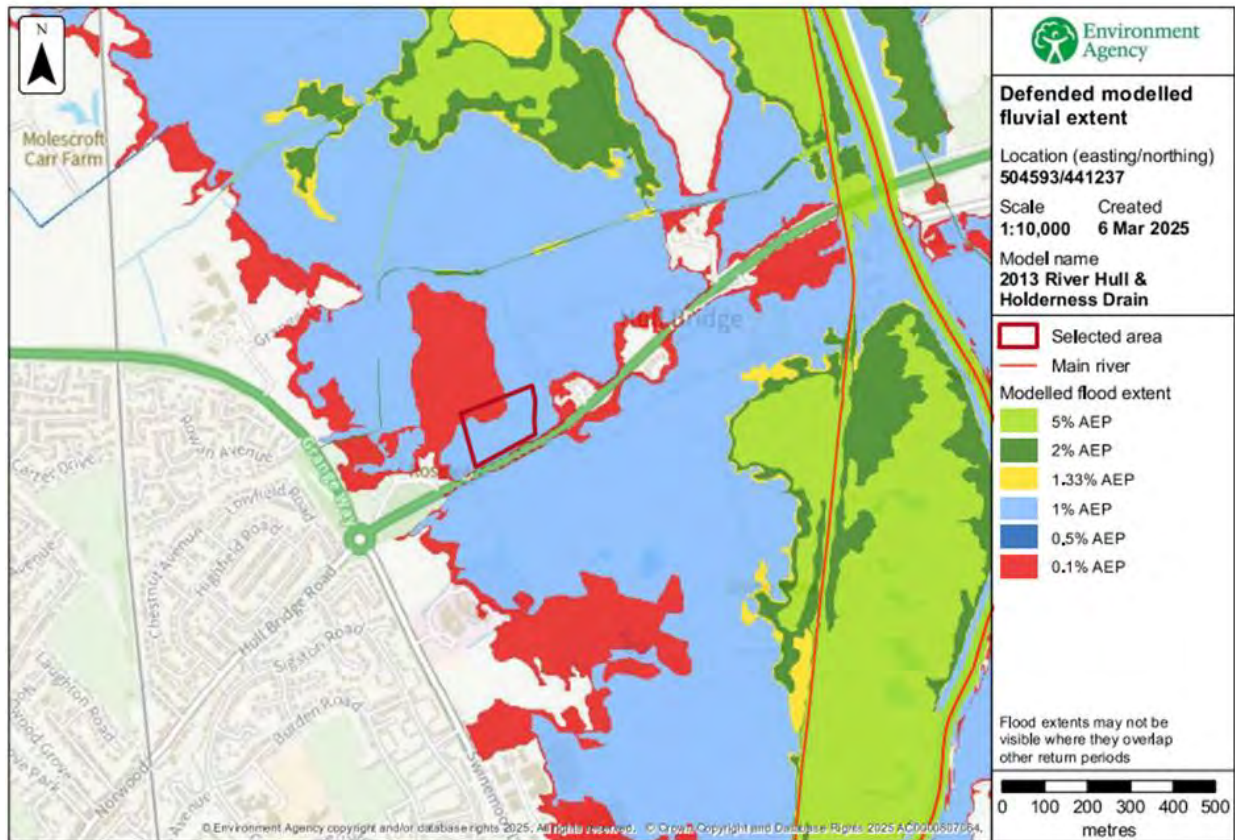 N
Molescroft
Carr Farm
Hull Bridge
Grange Way
Rowan Avenue
Carter Drive
Lowfield Road
Highfield Road
Chestnut Avenue
Hull Bridge Road
Sigston Road
Laughton Road
Burden Road
Norwood
Avenue
Swinemoor
© Environment Agency copyright and/or database rights 2025. All rights reserved. © Crown Copyright and Database Rights 2025 AC0000807064.
Environment
Agency
Defended modelled
fluvial extent
Location (easting/northing)
504593/441237
Scale Created
1:10,000 6 Mar 2025
Model name
2013 River Hull &
Holderness Drain
Selected area
Main river
Modelled flood extent
5% AEP
2% AEP
1.33% AEP
1% AEP
0.5% AEP
0.1% AEP
Flood extents may not be
visible where they overlap
other return periods
0 100 200 300 400 500
metres